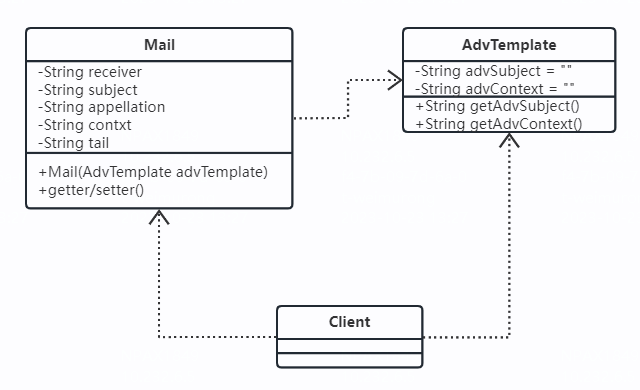 Mail
-String receiver
-String subject
-String appellation
-String contxt
-String tail
+Mail(AdvTemplate advTemplate)
+getter/setter()
AdvTemplate
-String advSubject = ""
-String advContext = ""
+String getAdvSubject()
+String getAdvContext()
Client